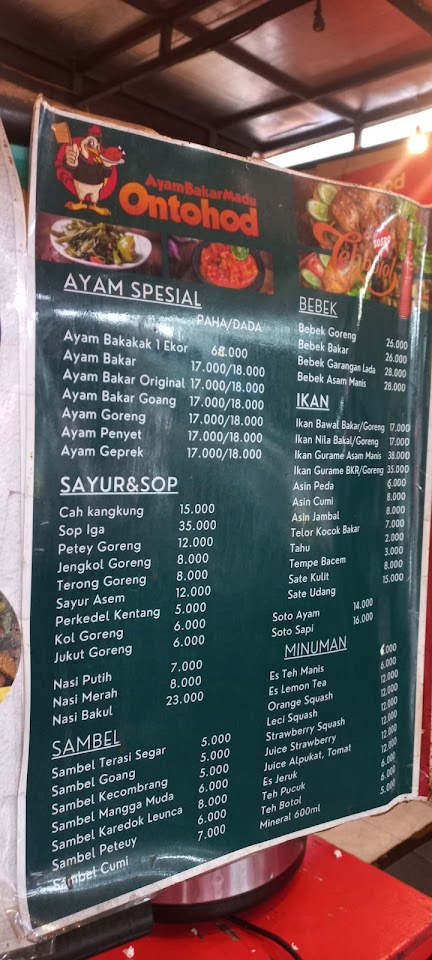 AyamBakarMadu
Ontohod
AYAM SPESIAL
PAHA/DADA
Ayam Bakakak 1 Ekor 68.000
Ayam Bakar 17.000/18.000
Ayam Bakar Original 17.000/18.000
Ayam Bakar Goang 17.000/18.000
Ayam Goreng 17.000/18.000
Ayam Penyet 17.000/18.000
Ayam Geprek 17.000/18.000
SAYUR&SOP
Cah kangkung 15.000
Sop Iga 35.000
Petey Goreng 12.000
Jengkol Goreng 8.000
Terong Goreng 8.000
Sayur Asem 12.000
Perkedel Kentang 5.000
Kol Goreng 6.000
Jukut Goreng 6.000
Nasi Putih 7.000
Nasi Merah 8.000
Nasi Bakul 23.000
SAMBEL
Sambel Terasi Segar 5.000
Sambel Goang 5.000
Sambel Kecombrang 5.000
Sambel Mangga Muda 6.000
Sambel Karedok Leunca 8.000
Sambel Peteuy 6.000
Sambel Cumi 7.000
BEBEK
Bebek Goreng 26.000
Bebek Bakar 26.000
Bebek Garangan Lada 28.000
Bebek Asam Manis 28.000
IKAN
Ikan Bawal Bakar/Goreng 17.000
Ikan Nila Bakal/Goreng 17.000
Ikan Gurame Asam Manis 38.000
Ikan Gurame BKR/Goreng 35.000
Asin Peda 6.000
Asin Cumi 8.000
Asin Jambal 8.000
Telor Kocok Bakar 7.000
Tahu 2.000
Tempe Bacem 3.000
Sate Kulit 8.000
Sate Udang 15.000
Soto Ayam 14.000
Soto Sapi 16.000
MINUMAN
Es Teh Manis 6.000
Es Lemon Tea 6.000
Orange Squash 12.000
Leci Squash 12.000
Strawberry Squash 12.000
Juice Strawberry 12.000
Juice Alpukat, Tomat 12.000
Es Jeruk 12.000
Teh Pucuk 6.000
Teh Botol 6.000
Mineral 600ml 5.000